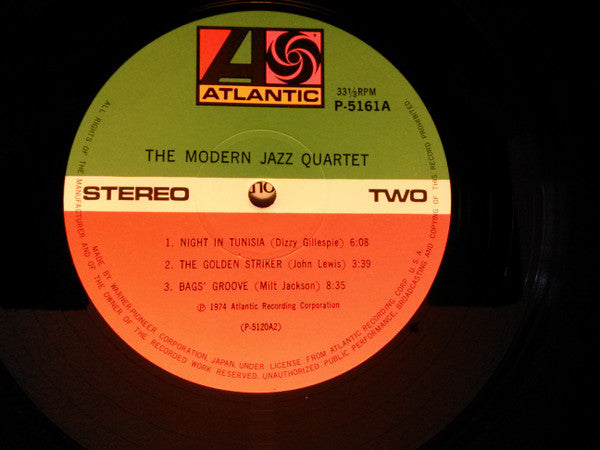 ATLANTIC
33⅓RPM
P-5161A
THE MODERN JAZZ QUARTET
STEREO
TWO
1. NIGHT IN TUNISIA (Dizzy Gillespie) 6:08
2. THE GOLDEN STRIKER (John Lewis) 3:39
3. BAGS' GROOVE (Milt Jackson) 8:35
℗ 1974 Atlantic Recording Corporation
(P-5120A2)
MADE BY WARNER-PIONEER CORPORATION, JAPAN, UNDER LICENSE FROM ATLANTIC RECORDING CORP., U.S.A.
ALL RIGHTS OF THE MANUFACTURER AND OF THE OWNER OF THE RECORDED WORK RESERVED. UNAUTHORIZED PUBLIC PERFORMANCE, BROADCASTING AND COPYING OF THIS RECORD PROHIBITED.